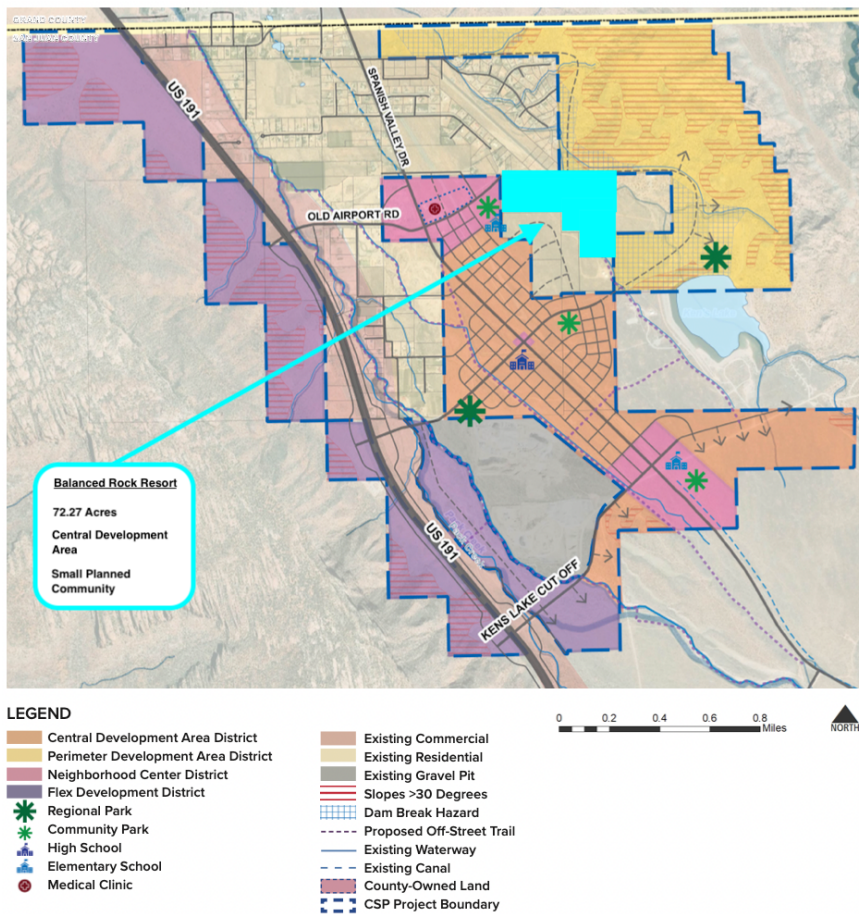 GRAND COUNTY
SAN JUAN COUNTY
US 191
SPANISH VALLEY DR
OLD AIRPORT RD
Balanced Rock Resort
72.27 Acres
Central Development
Area
Small Planned
Community
US 191
KENS LAKE CUT OFF
LEGEND
Central Development Area District
Perimeter Development Area District
Neighborhood Center District
Flex Development District
Regional Park
Community Park
High School
Elementary School
Medical Clinic
Existing Commercial
Existing Residential
Existing Gravel Pit
Slopes >30 Degrees
Dam Break Hazard
Proposed Off-Street Trail
Existing Waterway
Existing Canal
County-Owned Land
CSP Project Boundary
0 0.2 0.4 0.6 0.8
Miles
NORTH